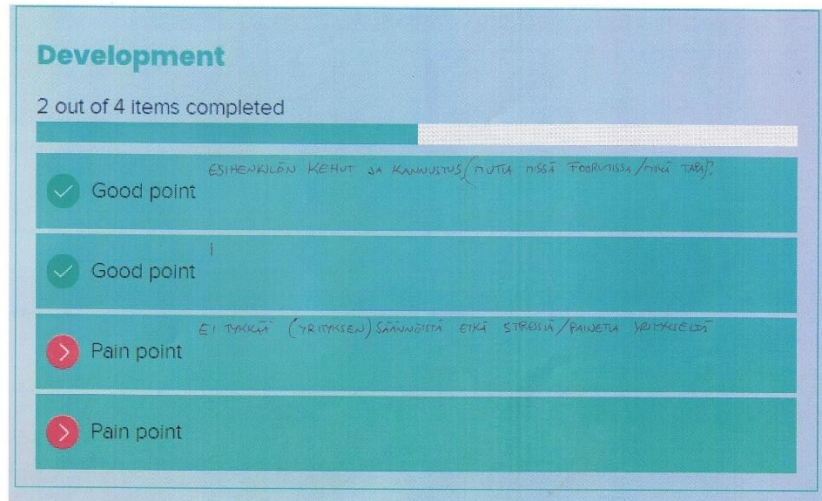 Development
2 out of 4 items completed
ESIHENKILÖN KEHUT JA KANNUSTUS (MUTTA MISSÄ FOORUMISSA/MIKÄ TAPA)?
Good point
Good point
EI TYKKÄÄ (YRITYKSEN) SÄÄNNÖISTÄ EIKÄ STRESSIÄ/PAINETTA YRITYKSELTÄ
Pain point
Pain point